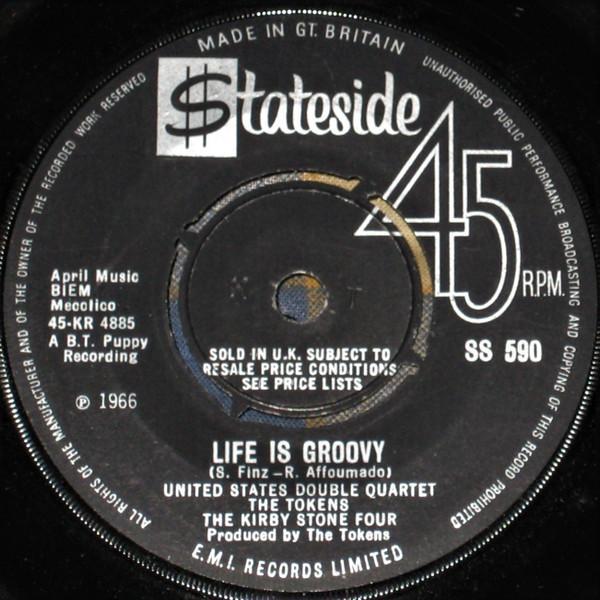 MADE IN GT. BRITAIN
UNAUTHORISED PUBLIC PERFORMANCE BROADCASTING AND COPYING OF THIS RECORD PROHIBITED
ALL RIGHTS OF THE MANUFACTURER AND OF THE OWNER OF THE RECORDED WORK RESERVED
$tateside
45
R.P.M.
April Music
BIEM
Mecolico
45-KR 4885
A B.T. Puppy
Recording
SS 590
℗ 1966
SOLD IN U.K. SUBJECT TO
RESALE PRICE CONDITIONS
SEE PRICE LISTS
LIFE IS GROOVY
(S. Finz – R. Affoumado)
UNITED STATES DOUBLE QUARTET
THE TOKENS
THE KIRBY STONE FOUR
Produced by The Tokens
E.M.I. RECORDS LIMITED